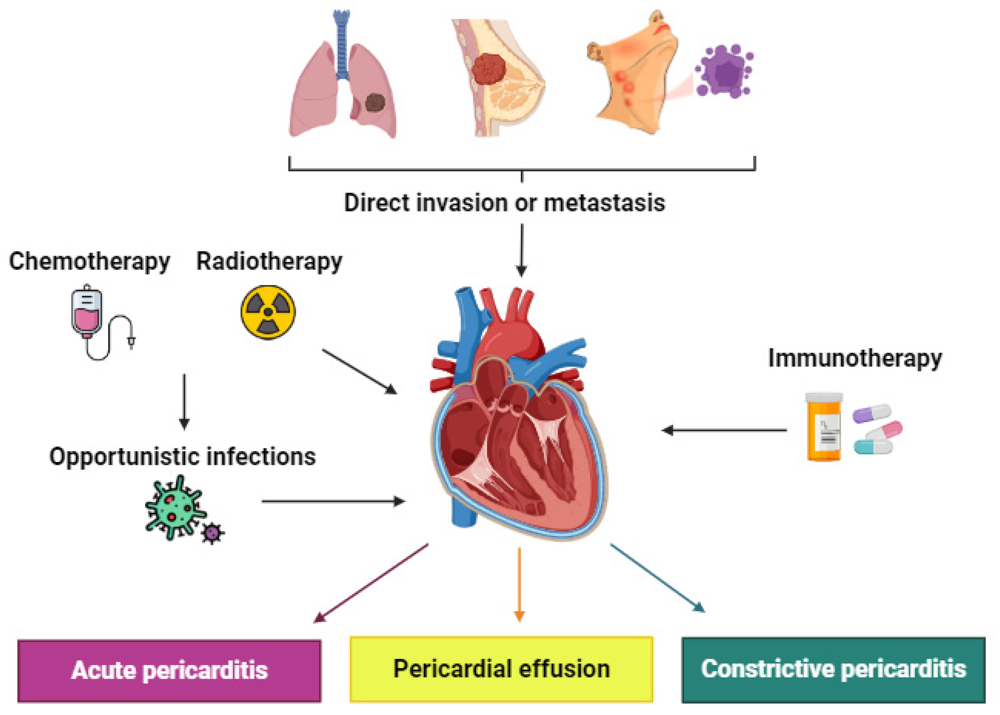 Direct invasion or metastasis
Chemotherapy
Radiotherapy
Immunotherapy
Opportunistic infections
Acute pericarditis
Pericardial effusion
Constrictive pericarditis